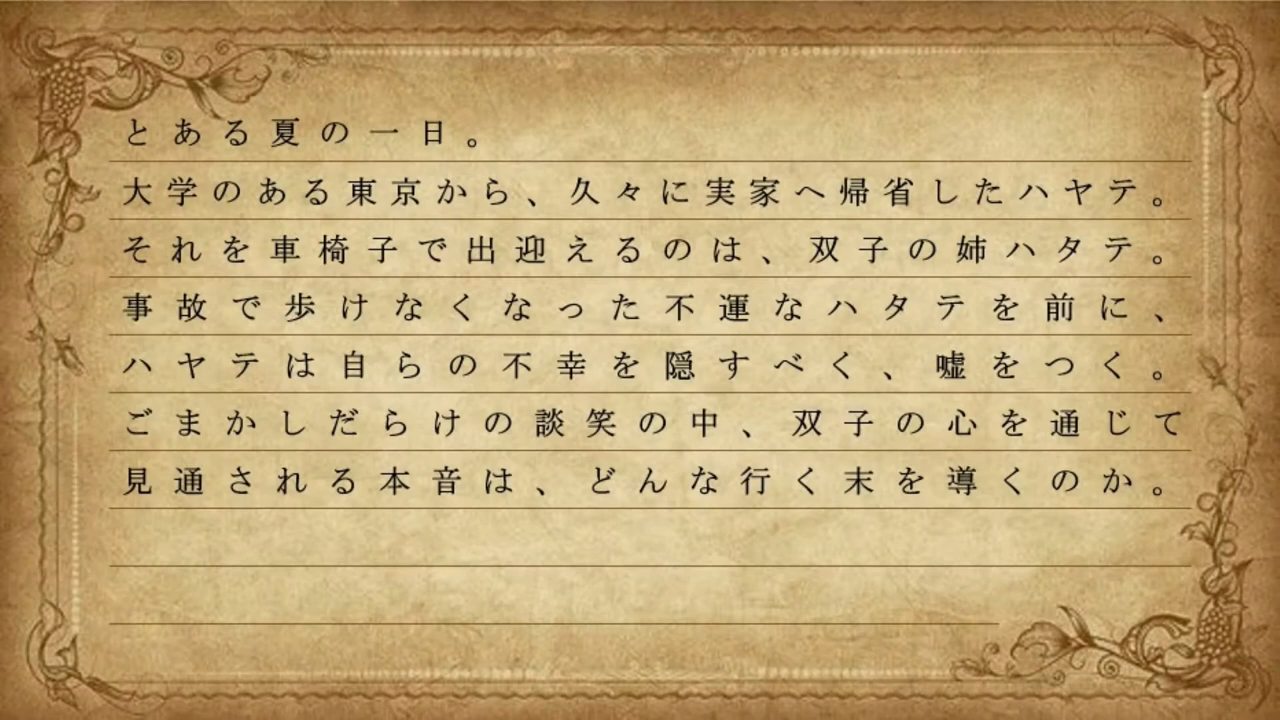 とある夏の一日。
大学のある東京から、久々に実家へ帰省したハヤテ。
それを車椅子で出迎えるのは、双子の姉ハタテ。
事故で歩けなくなった不運なハタテを前に、
ハヤテは自らの不幸を隠すべく、嘘をつく。
ごまかしだらけの談笑の中、双子の心を通じて
見通される本音は、どんな行く末を導くのか。